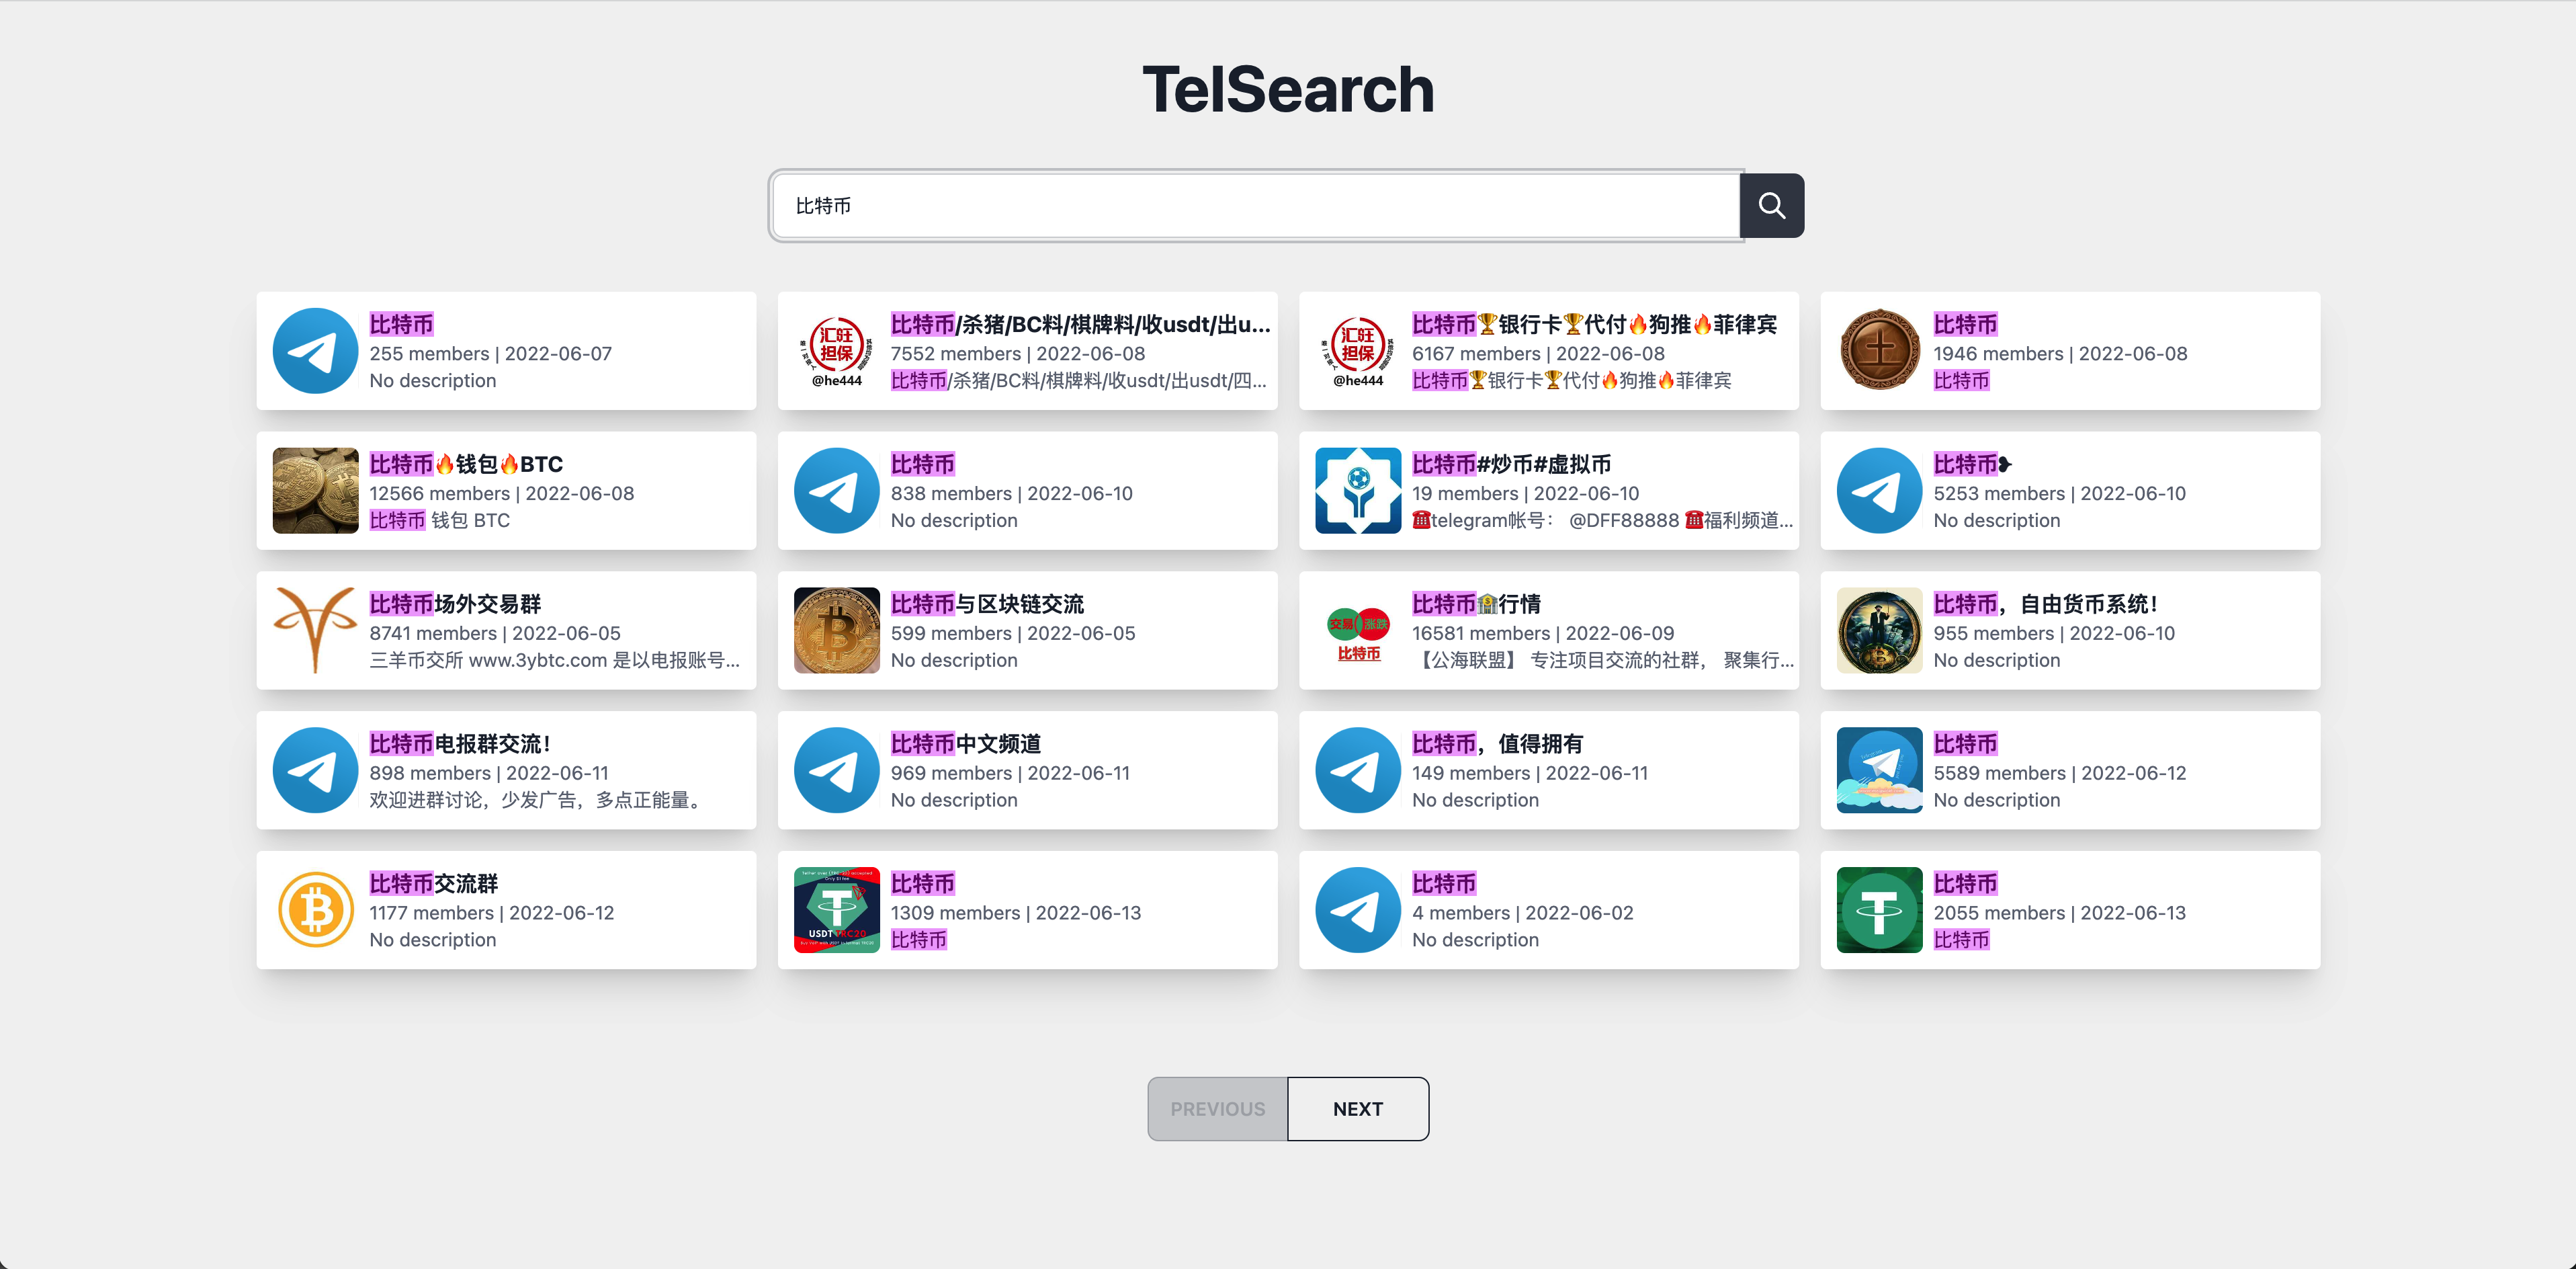 TelSearch
比特币
比特币
255 members | 2022-06-07
No description
汇旺
担保
@he444
比特币/杀猪/BC料/棋牌料/收usdt/出u...
7552 members | 2022-06-08
比特币/杀猪/BC料/棋牌料/收usdt/出usdt/四...
汇旺
担保
@he444
比特币🏆银行卡🏆代付🔥狗推🔥菲律宾
6167 members | 2022-06-08
比特币🏆银行卡🏆代付🔥狗推🔥菲律宾
比特币
1946 members | 2022-06-08
比特币
比特币🔥钱包🔥BTC
12566 members | 2022-06-08
比特币 钱包 BTC
比特币
838 members | 2022-06-10
No description
比特币#炒币#虚拟币
19 members | 2022-06-10
☎️telegram帐号： @DFF88888 ☎️福利频道...
比特币❥
5253 members | 2022-06-10
No description
比特币场外交易群
8741 members | 2022-06-05
三羊币交所 www.3ybtc.com 是以电报账号...
比特币与区块链交流
599 members | 2022-06-05
No description
交易 涨跌
比特币
比特币🏦行情
16581 members | 2022-06-09
【公海联盟】 专注项目交流的社群， 聚集行...
比特币，自由货币系统！
955 members | 2022-06-10
No description
比特币电报群交流！
898 members | 2022-06-11
欢迎进群讨论，少发广告，多点正能量。
比特币中文频道
969 members | 2022-06-11
No description
比特币，值得拥有
149 members | 2022-06-11
No description
比特币
5589 members | 2022-06-12
No description
比特币交流群
1177 members | 2022-06-12
No description
USDT TRC20
比特币
1309 members | 2022-06-13
比特币
比特币
4 members | 2022-06-02
No description
比特币
2055 members | 2022-06-13
比特币
PREVIOUS
NEXT